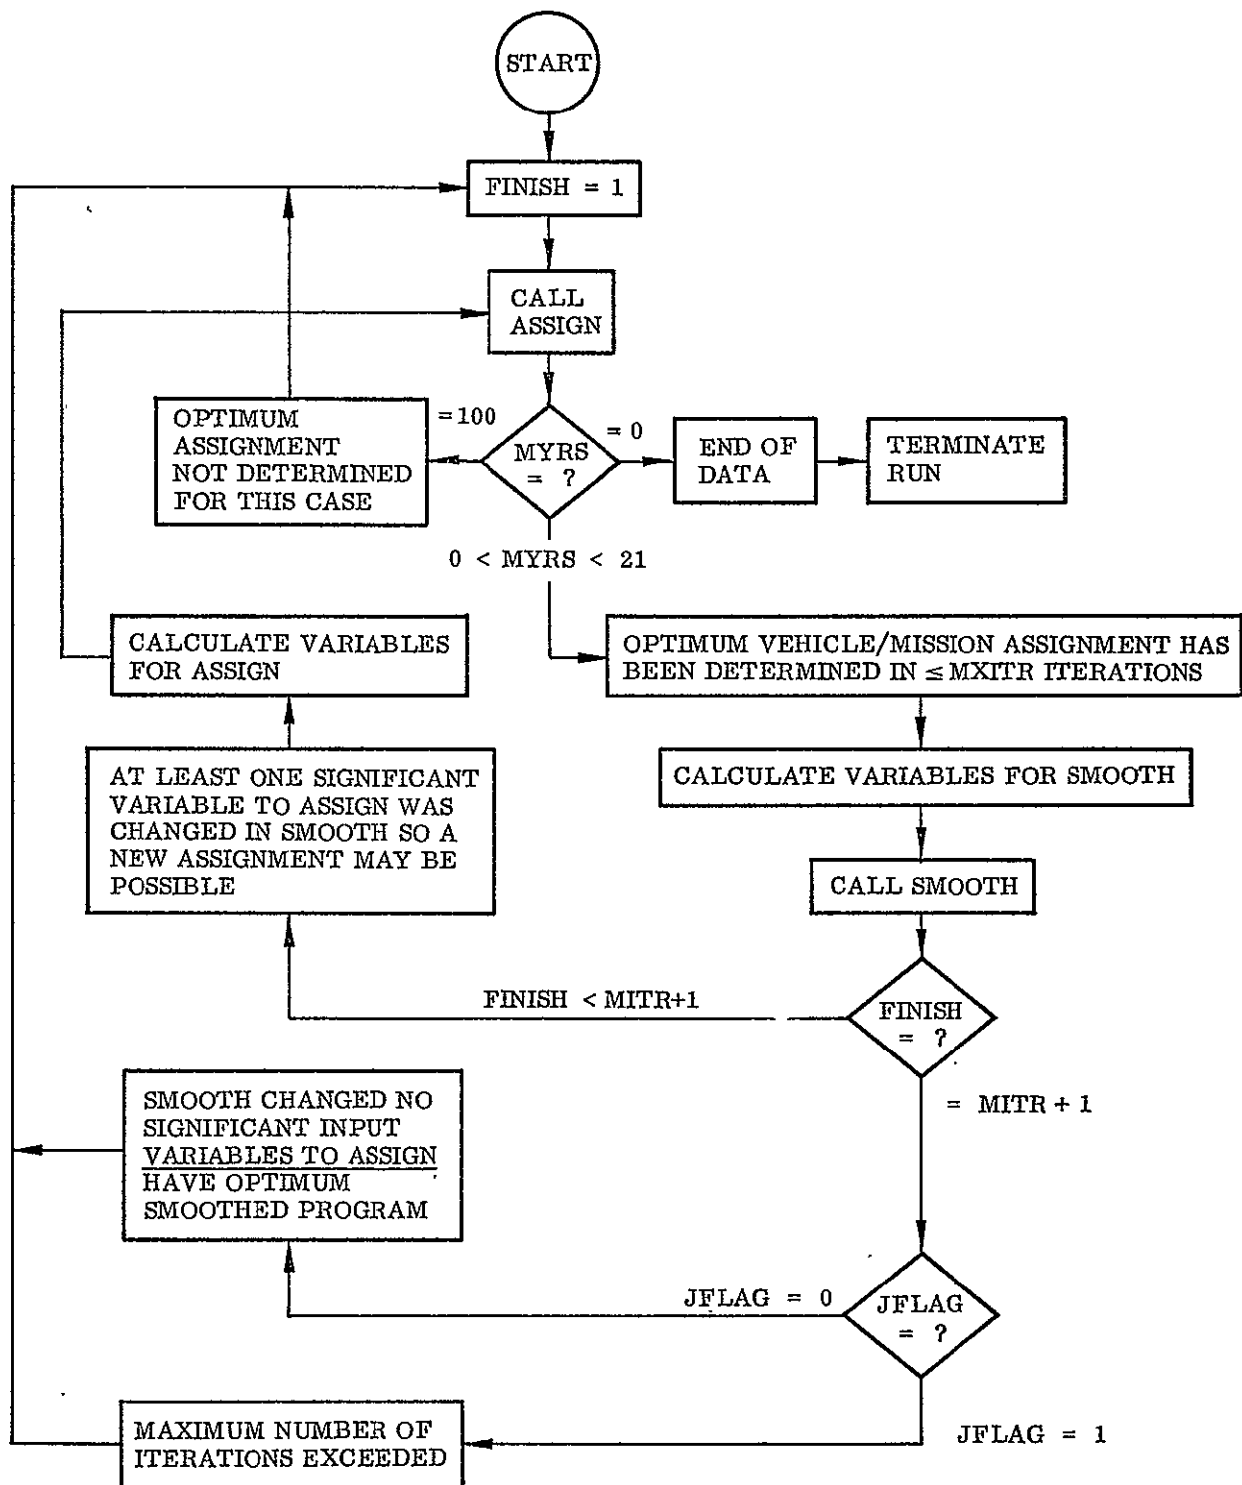 START
FINISH = 1
CALL
ASSIGN
OPTIMUM
ASSIGNMENT
NOT DETERMINED
FOR THIS CASE
=100
MYRS
= ?
= 0
END OF
DATA
TERMINATE
RUN
0 < MYRS < 21
CALCULATE VARIABLES
FOR ASSIGN
OPTIMUM VEHICLE/MISSION ASSIGNMENT HAS
BEEN DETERMINED IN ≤ MXITR ITERATIONS
AT LEAST ONE SIGNIFICANT
VARIABLE TO ASSIGN WAS
CHANGED IN SMOOTH SO A
NEW ASSIGNMENT MAY BE
POSSIBLE
CALCULATE VARIABLES FOR SMOOTH
CALL SMOOTH
FINISH < MITR+1
FINISH
= ?
= MITR + 1
SMOOTH CHANGED NO
SIGNIFICANT INPUT
VARIABLES TO ASSIGN
HAVE OPTIMUM
SMOOTHED PROGRAM
JFLAG = 0
JFLAG
= ?
MAXIMUM NUMBER OF
ITERATIONS EXCEEDED
JFLAG = 1